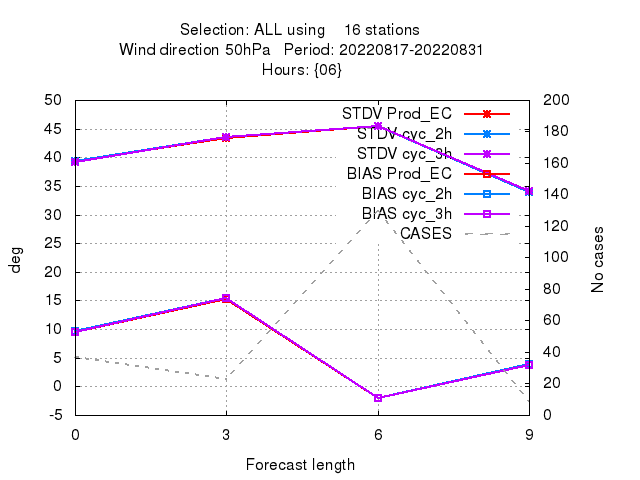 Selection: ALL using 16 stations
Wind direction 50hPa Period: 20220817-20220831
Hours: {06}
50
45
40
35
30
25
20
15
10
5
0
-5
deg
200
180
160
140
120
100
80
60
40
20
0
No cases
STDV Prod_EC
STDV cyc_2h
STDV cyc_3h
BIAS Prod_EC
BIAS cyc_2h
BIAS cyc_3h
CASES
0 3 6 9
Forecast length